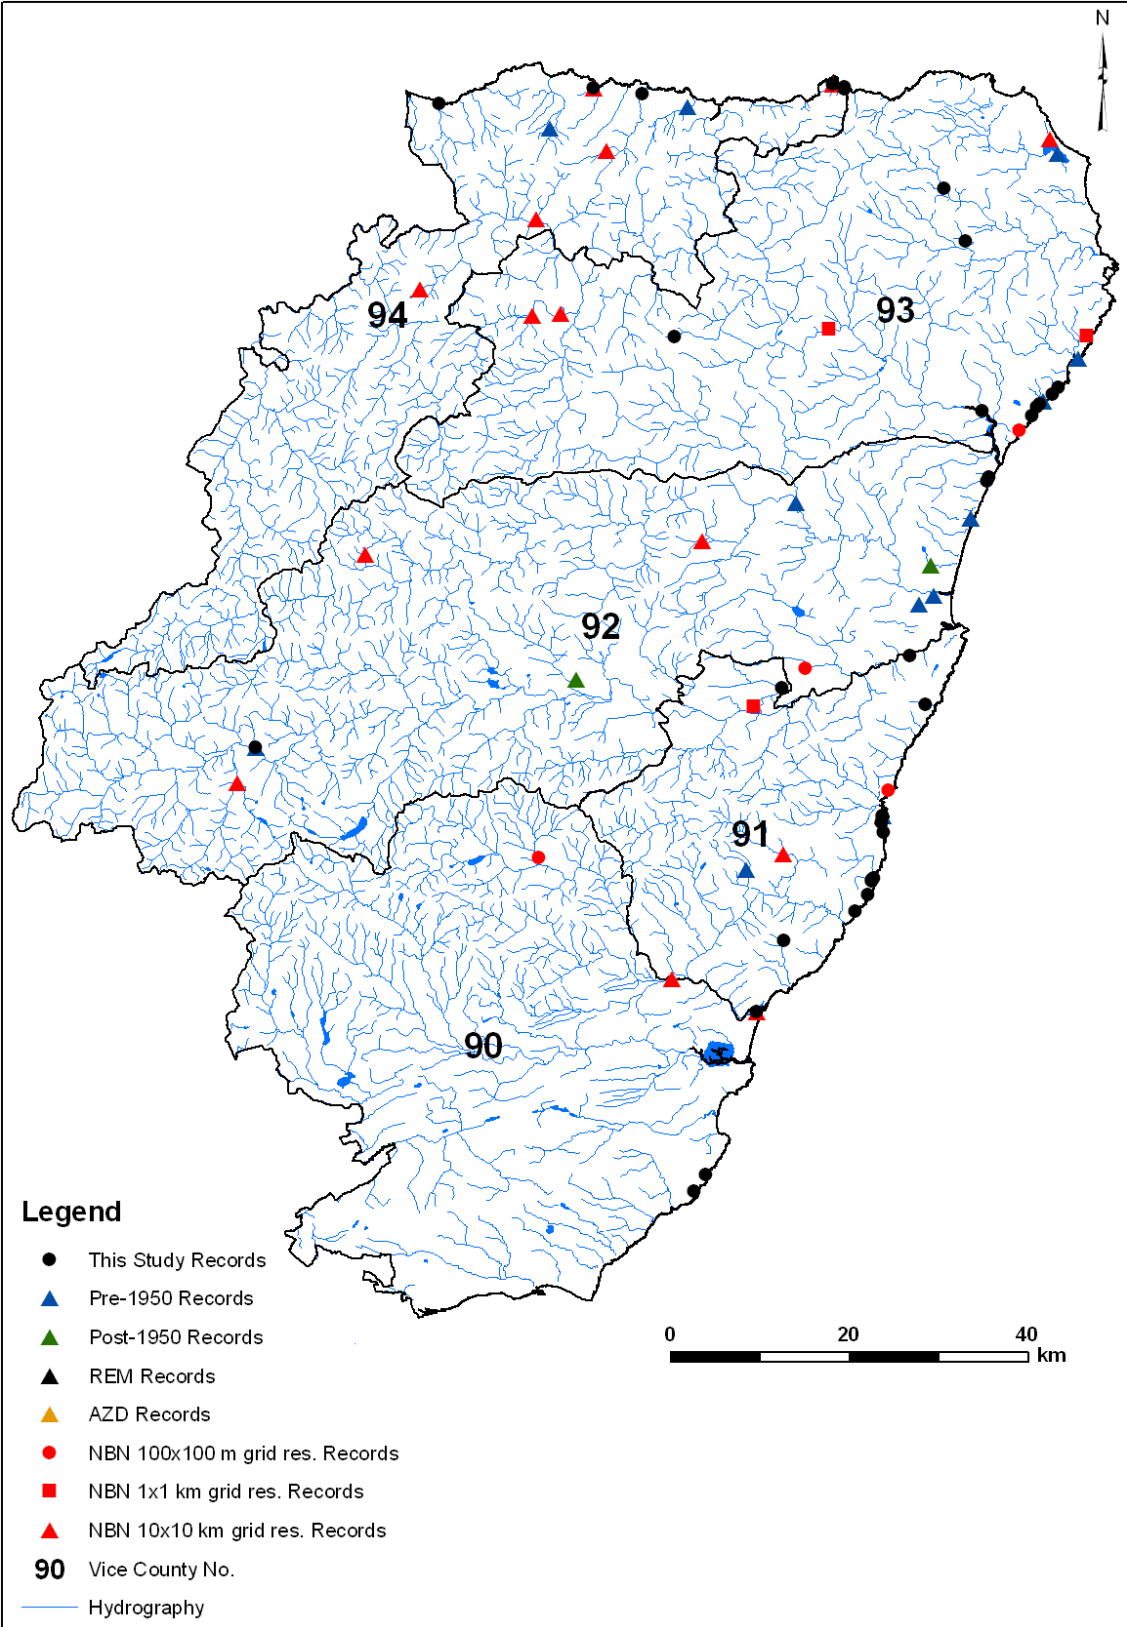 N
94
93
92
91
90
Legend
This Study Records
Pre-1950 Records
Post-1950 Records
REM Records
AZD Records
NBN 100x100 m grid res. Records
NBN 1x1 km grid res. Records
NBN 10x10 km grid res. Records
90 Vice County No.
Hydrography
0 20 40
km